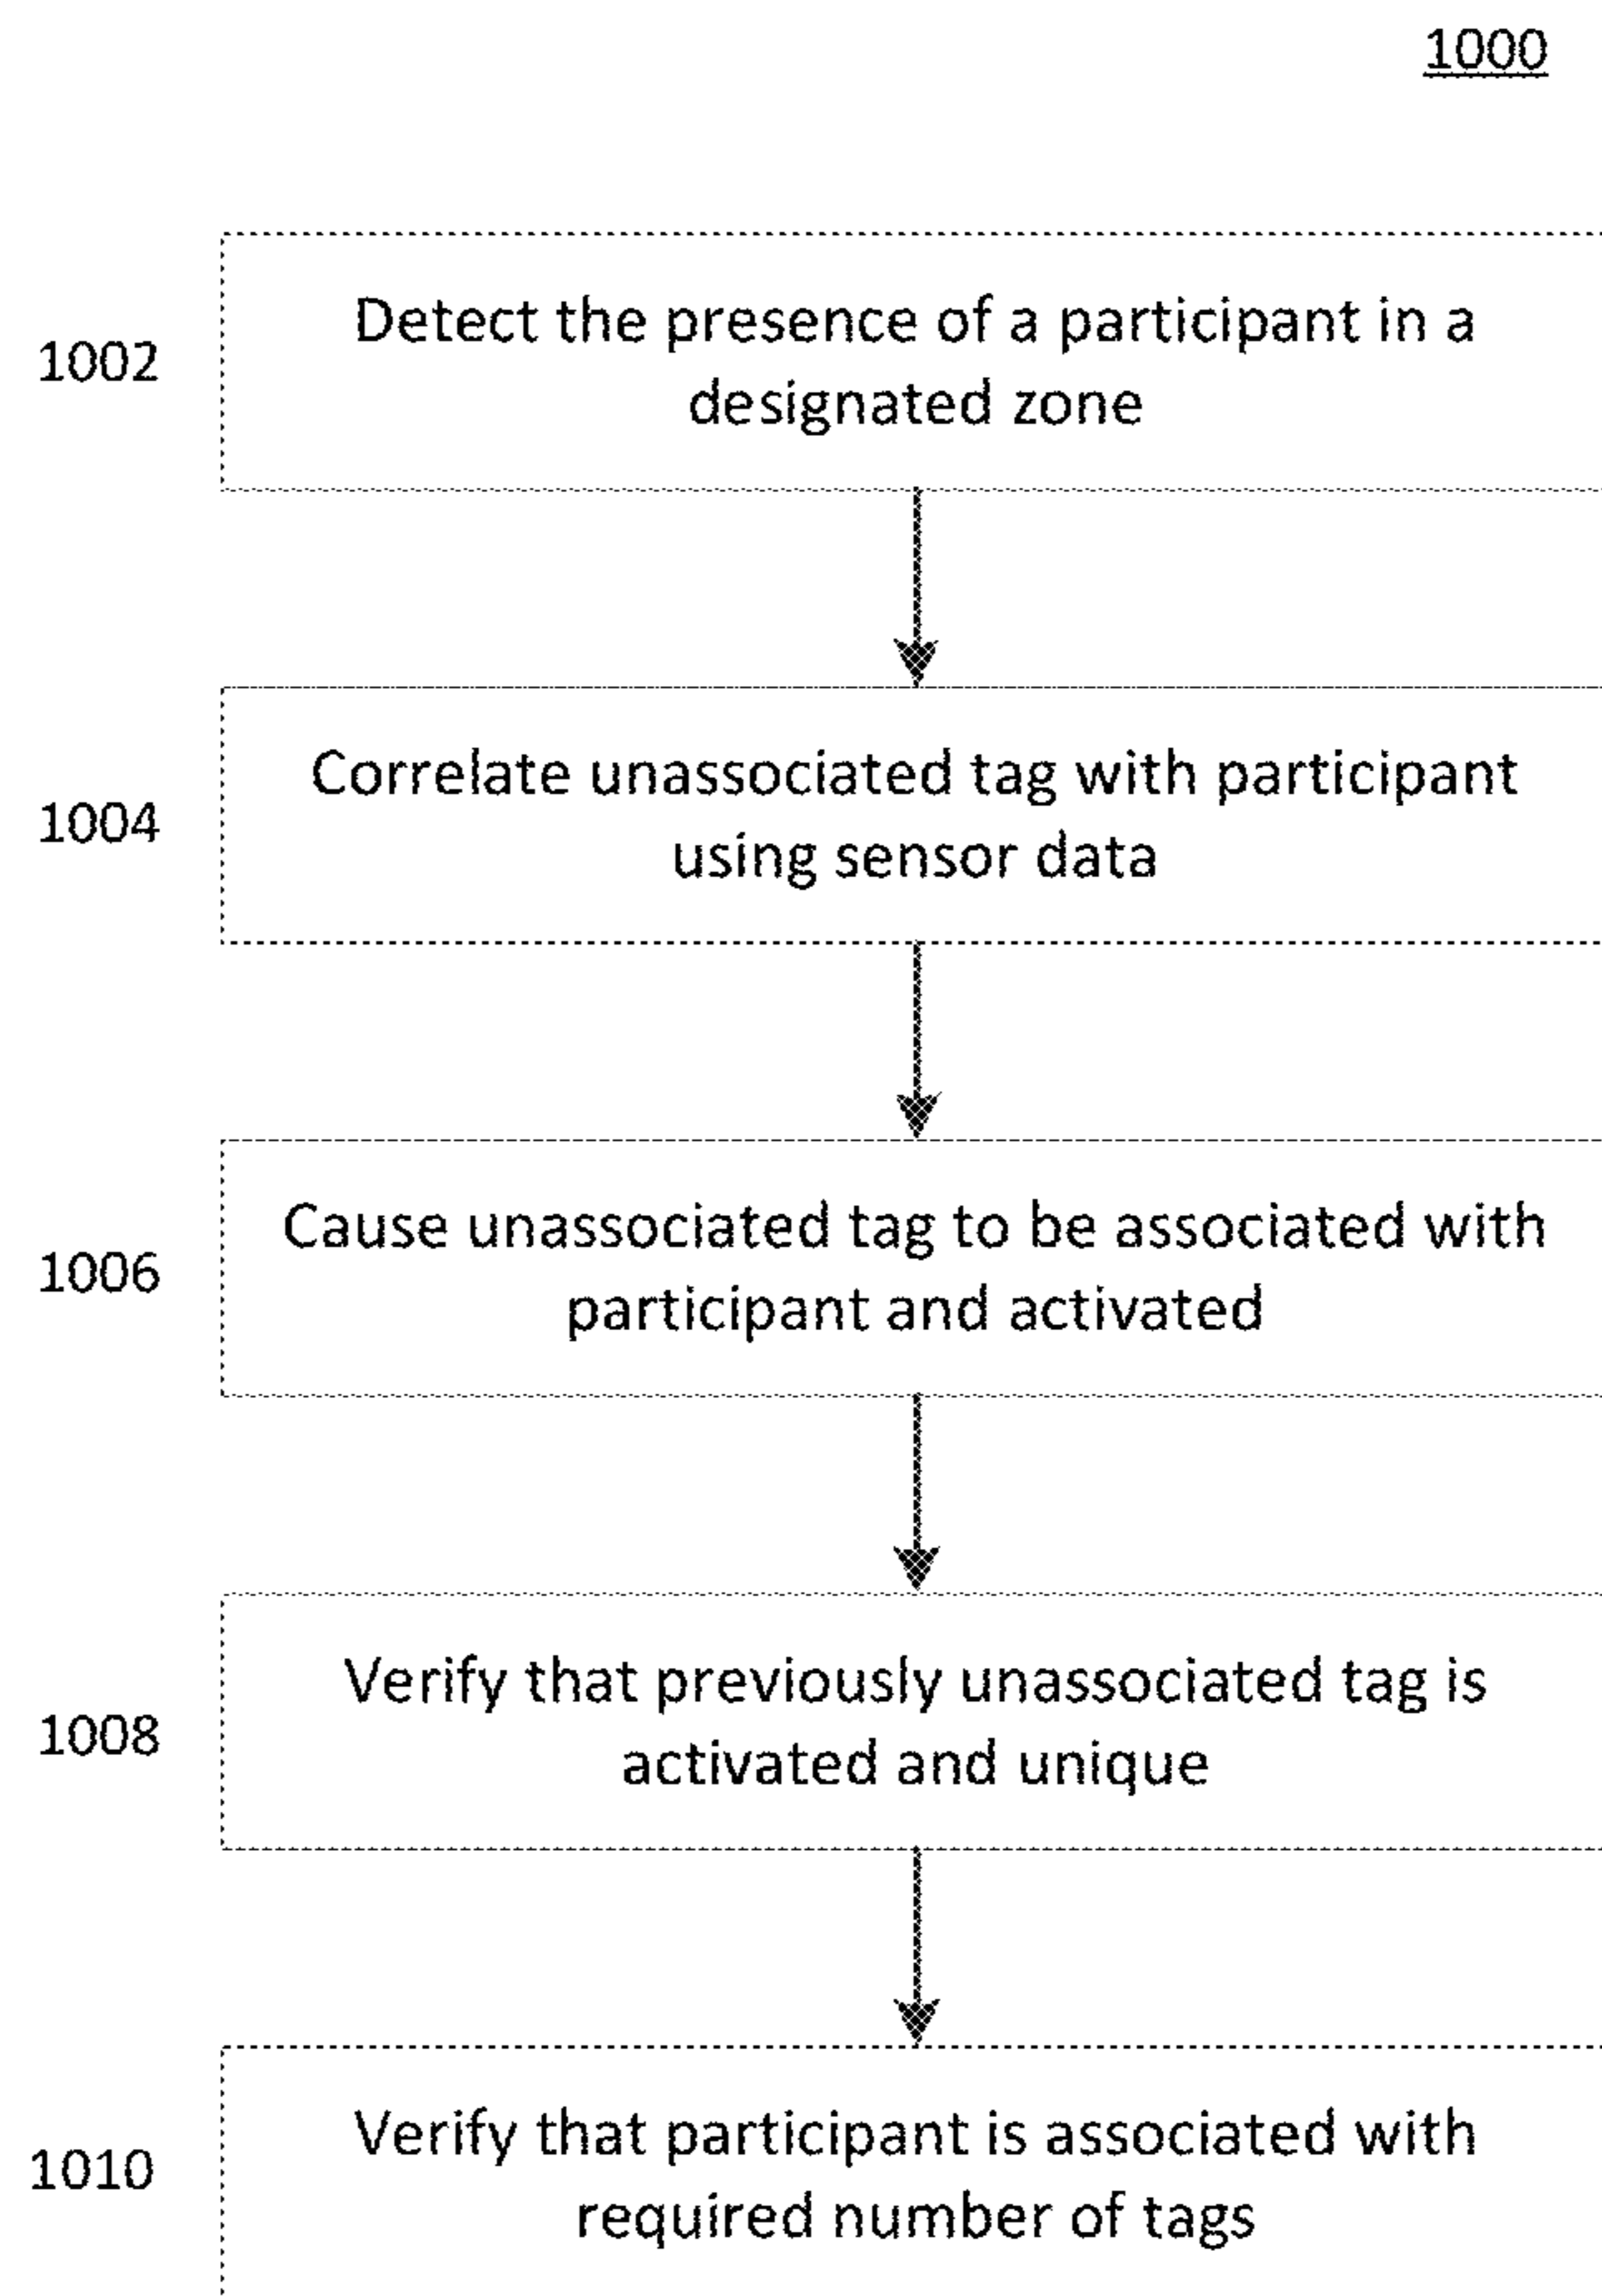 1000
Detect the presence of a participant in a
designated zone
1002
Correlate unassociated tag with participant
using sensor data
1004
Cause unassociated tag to be associated with
participant and activated
1006
Verify that previously unassociated tag is
activated and unique
1008
Verify that participant is associated with
required number of tags
1010